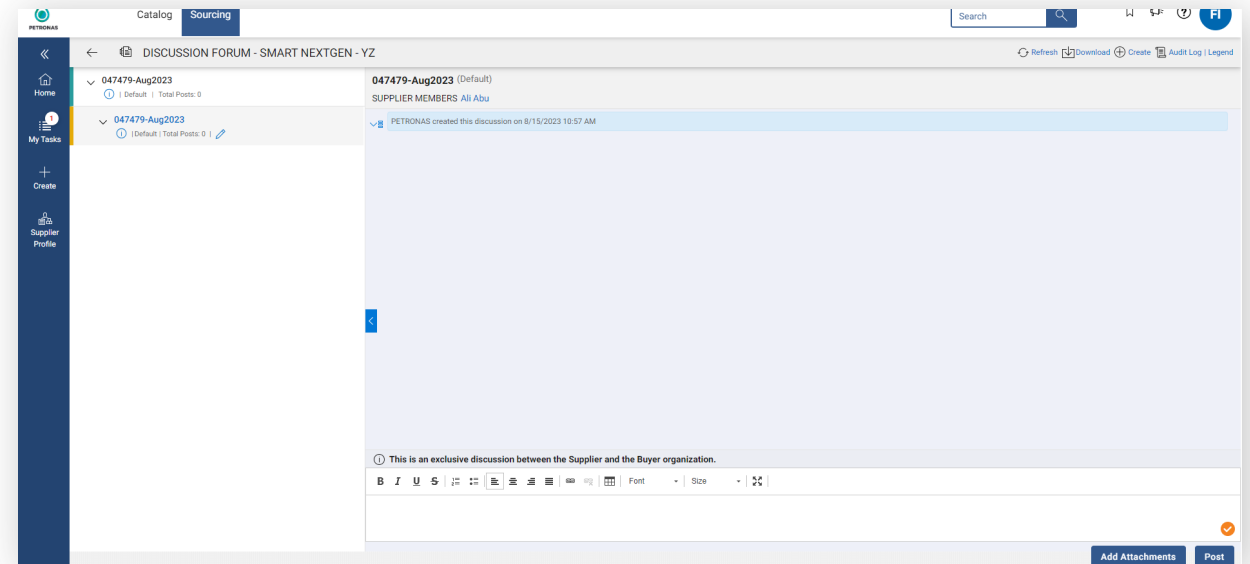 PETRONAS
Catalog Sourcing
Search
FI
DISCUSSION FORUM - SMART NEXTGEN - YZ
Refresh Download Create Audit Log | Legend
Home
1
My Tasks
Create
Supplier
Profile
047479-Aug2023
| Default | Total Posts: 0
047479-Aug2023
| Default | Total Posts: 0 |
047479-Aug2023 (Default)
SUPPLIER MEMBERS Ali Abu
PETRONAS created this discussion on 8/15/2023 10:57 AM
This is an exclusive discussion between the Supplier and the Buyer organization.
B I U S Font Size
Add Attachments Post